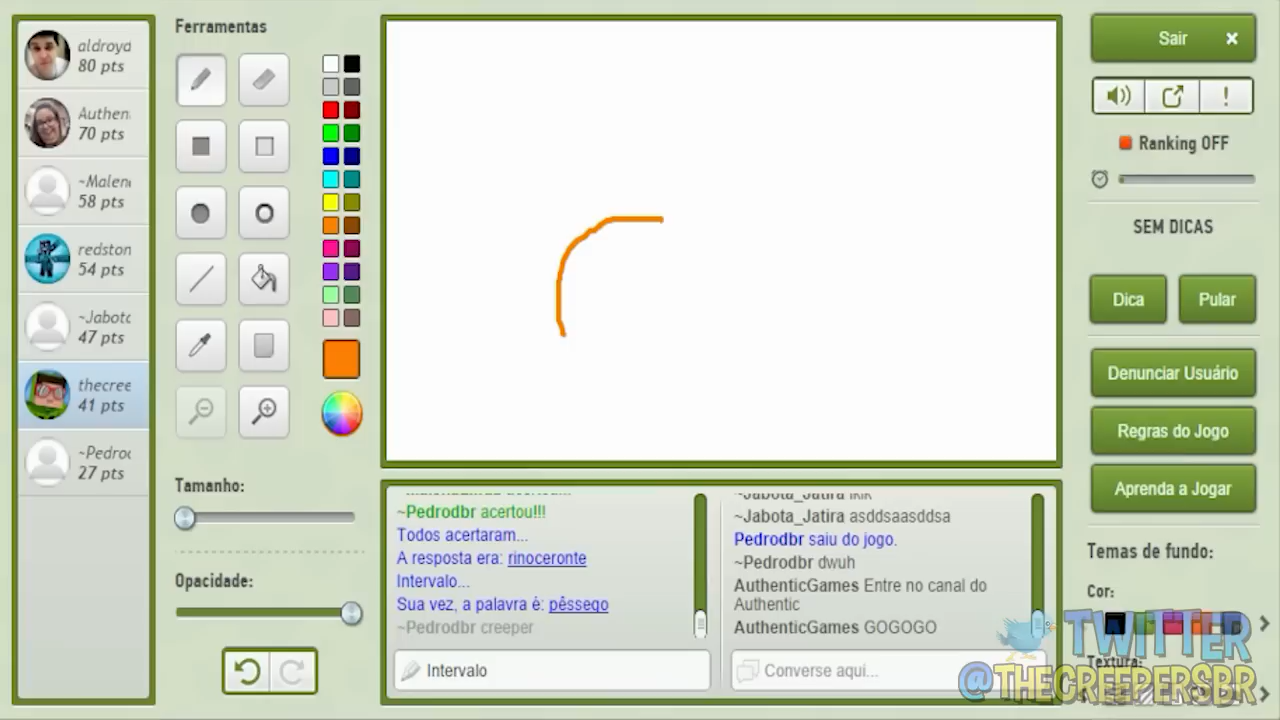 aldroyd
80 pts
Authen
70 pts
~Malen
58 pts
redston
54 pts
~Jabota
47 pts
thecree
41 pts
~Pedro
27 pts
Ferramentas
Tamanho:
Opacidade:
~Pedrodbr acertou!!!
Todos acertaram...
A resposta era: rinoceronte
Intervalo...
Sua vez, a palavra é: pêssego
~Pedrodbr creeper
Intervalo
~Jabota_Jatira
~Jabota_Jatira asddsaasddsa
Pedrodbr saiu do jogo.
~Pedrodbr dwuh
AuthenticGames Entre no canal do
Authentic
AuthenticGames GOGOGO
Converse aqui...
Sair ×
!
Ranking OFF
SEM DICAS
Dica
Pular
Denunciar Usuário
Regras do Jogo
Aprenda a Jogar
Temas de fundo:
Cor:
Textura:
TWITTER
@THECREEPERSBR